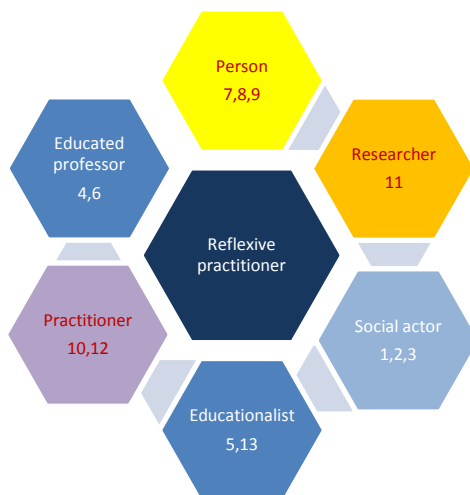 Person
7,8,9
Educated
professor
4,6
Researcher
11
Reflexive
practitioner
Practitioner
10,12
Social actor
1,2,3
Educationalist
5,13